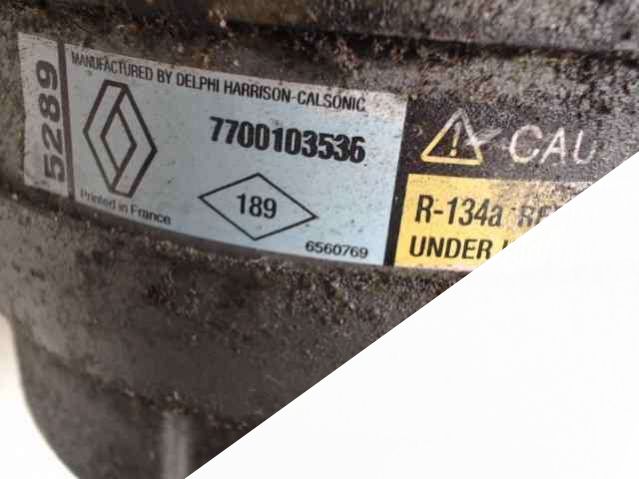 5289
MANUFACTURED BY DELPHI HARRISON-CALSONIC
7700103536
189
Printed in France
6560769
CAU
R-134a
UNDER